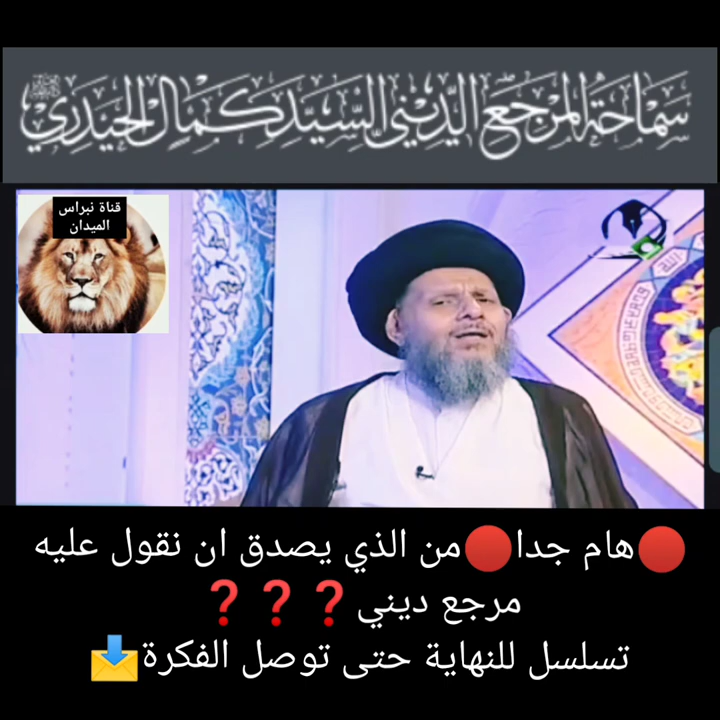 سماحة المرجع الديني السيد كمال الحيدري
قناة نبراس
الميدان
🔴هام جدا🔴من الذي يصدق ان نقول عليه
مرجع ديني❓❓❓
تسلسل للنهاية حتى توصل الفكرة📩